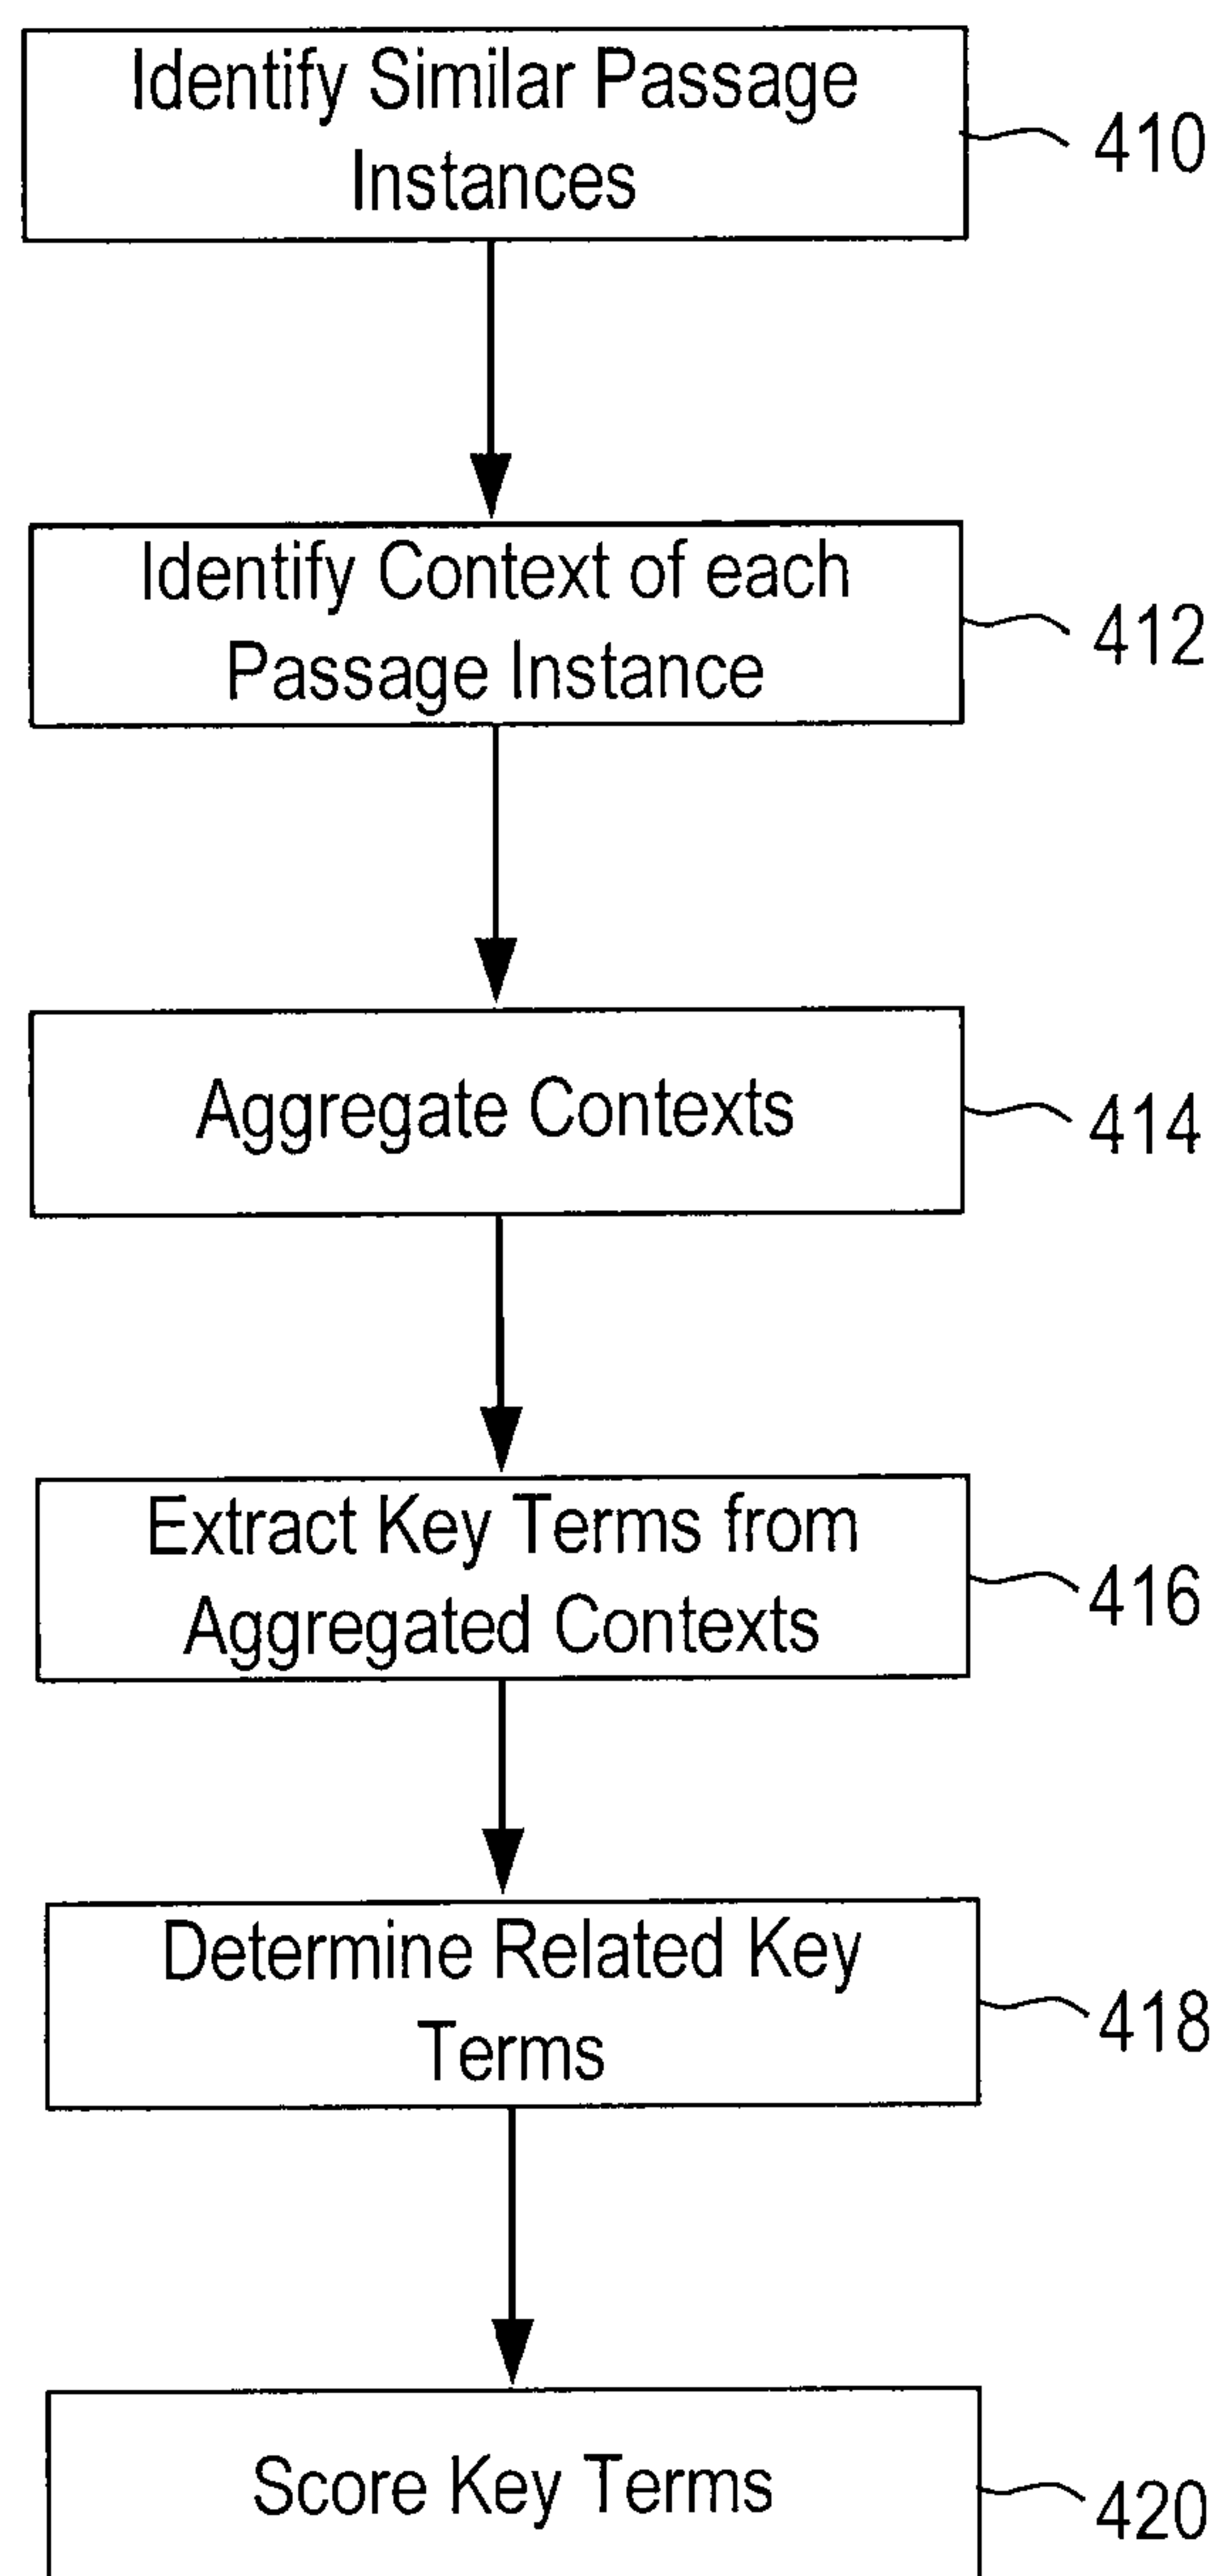 Identify Similar Passage
Instances
410
Identify Context of each
Passage Instance
412
Aggregate Contexts
414
Extract Key Terms from
Aggregated Contexts
416
Determine Related Key
Terms
418
Score Key Terms
420